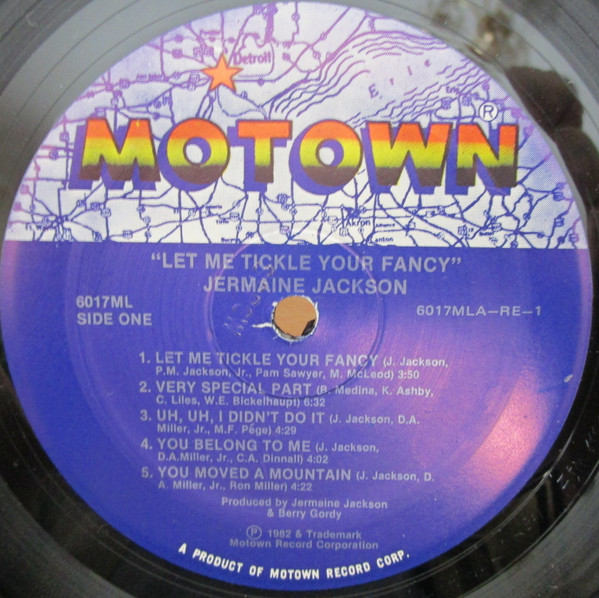 Detroit
Erie
MOTOWN®
Akron
Canton
"LET ME TICKLE YOUR FANCY"
JERMAINE JACKSON
6017ML
SIDE ONE
6017MLA-RE-1
1. LET ME TICKLE YOUR FANCY (J. Jackson,
P.M. Jackson, Jr., Pam Sawyer, M. McLeod) 3:50
2. VERY SPECIAL PART (B. Medina, K. Ashby,
C. Liles, W.E. Bickelhaupt) 6:32
3. UH, UH, I DIDN'T DO IT (J. Jackson, D.A.
Miller, Jr., M.F. Pége) 4:29
4. YOU BELONG TO ME (J. Jackson,
D.A.Miller, Jr., C.A. Dinnall) 4:02
5. YOU MOVED A MOUNTAIN (J. Jackson, D.
A. Miller, Jr., Ron Miller) 4:22
Produced by Jermaine Jackson
& Berry Gordy
℗ 1982 & Trademark
Motown Record Corporation
A PRODUCT OF MOTOWN RECORD CORP.